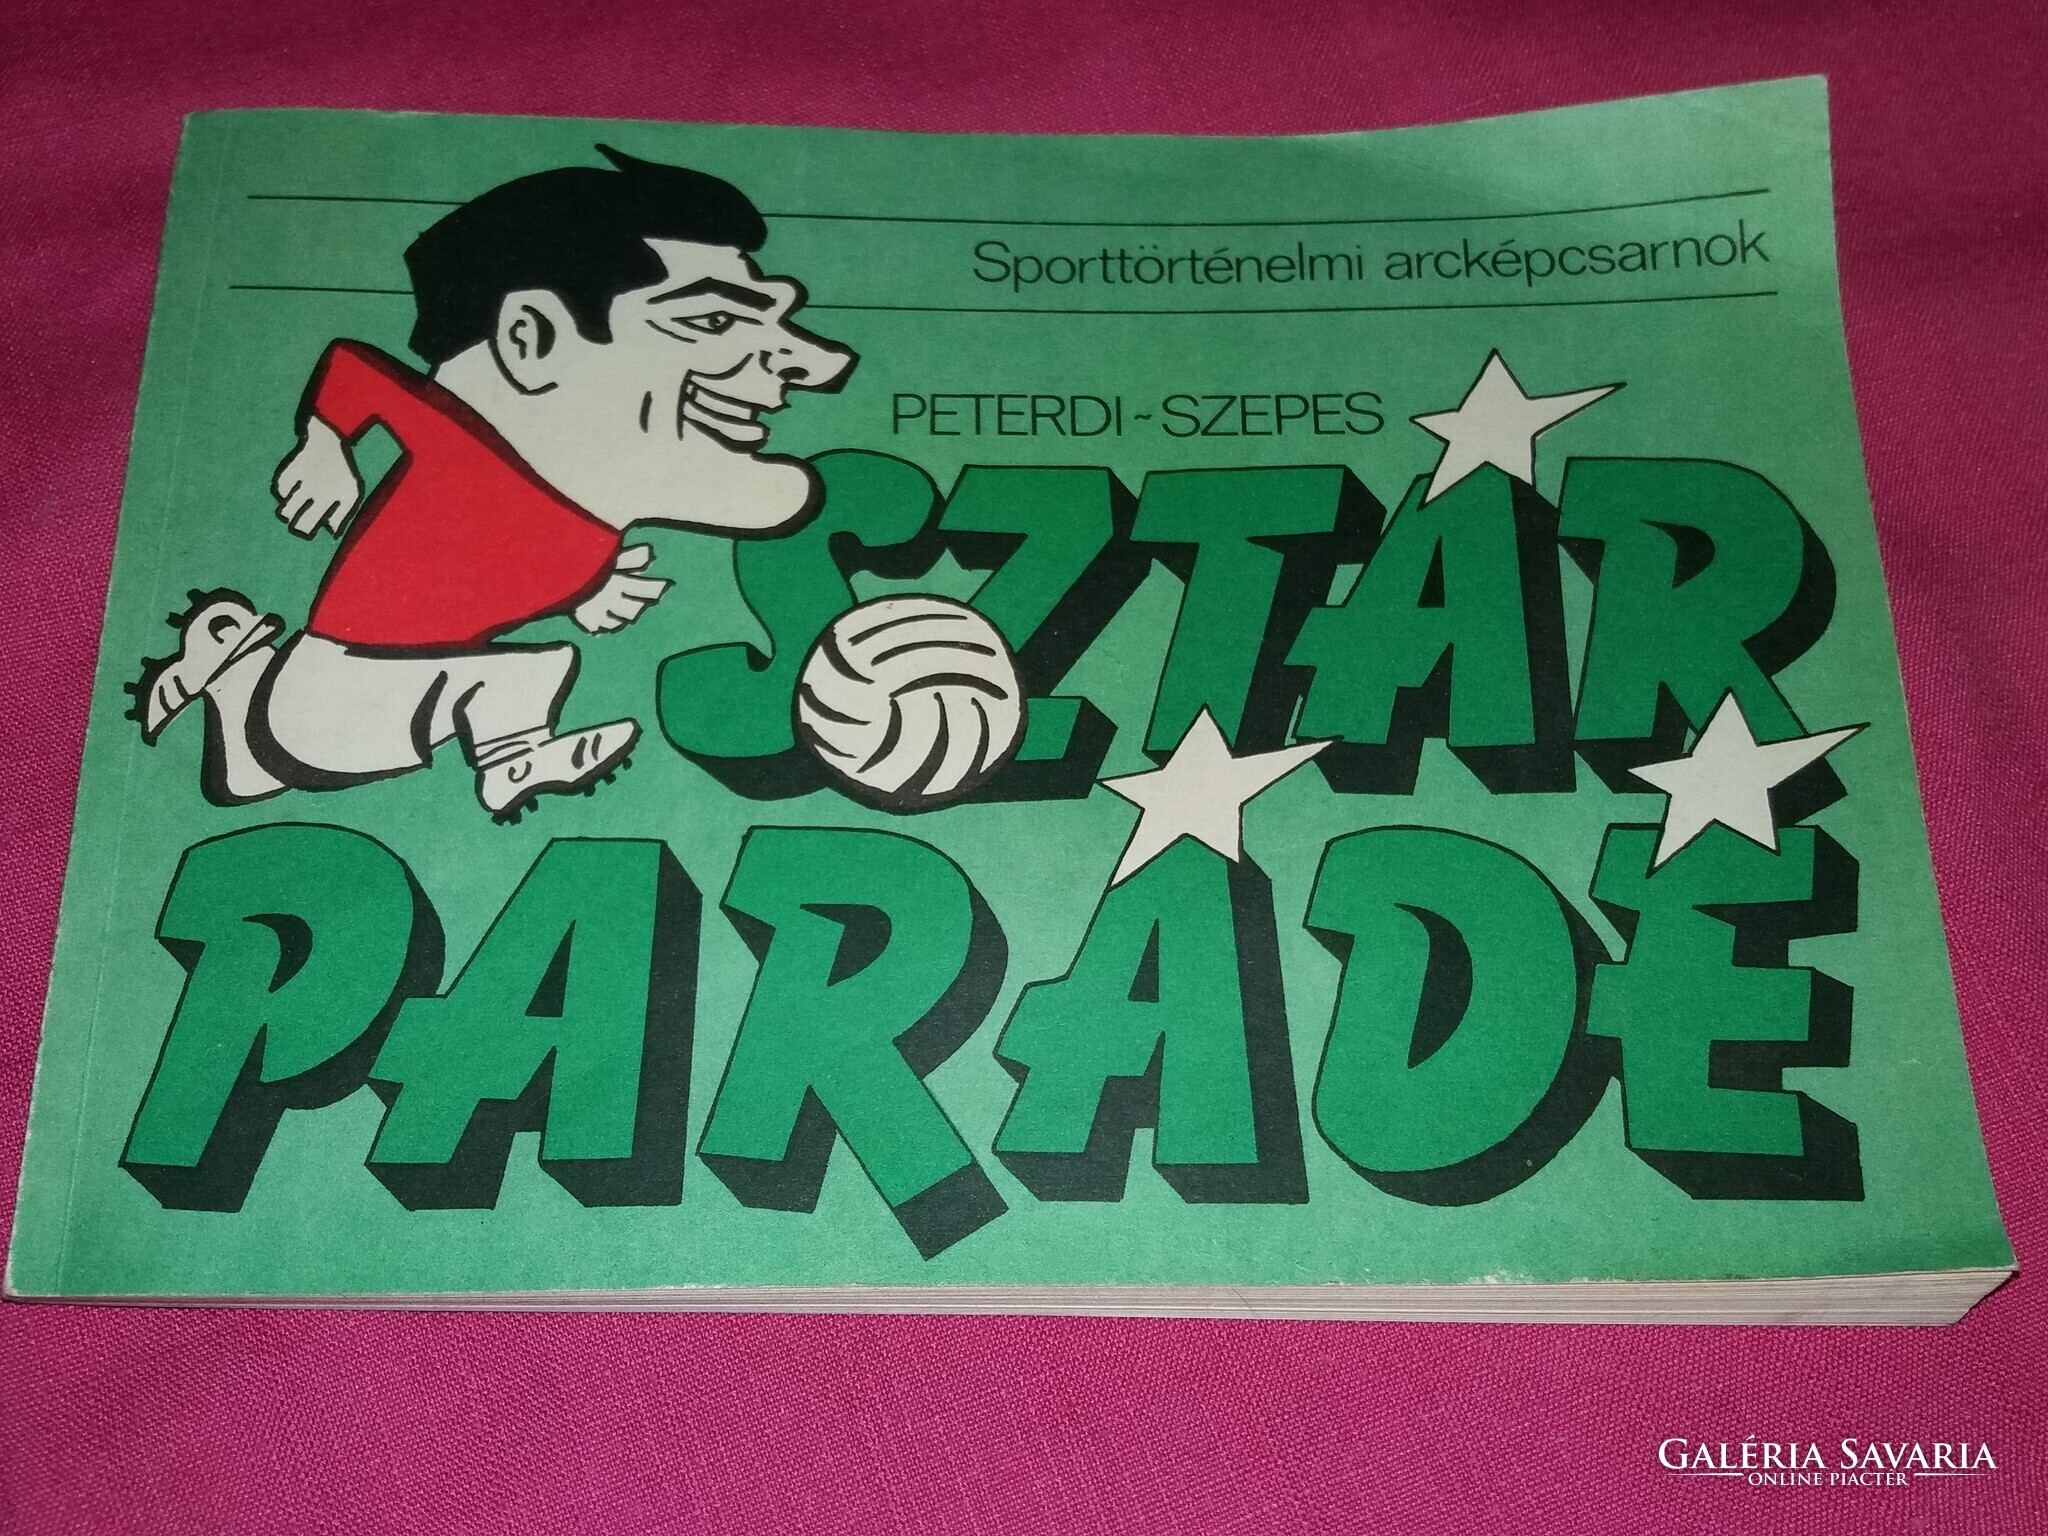 Sporttörténelmi arcképcsarnok
PETERDI~SZEPES
SZTÁR
PARÁDÉ
GALÉRIA SAVARIA
ONLINE PIACTÉR